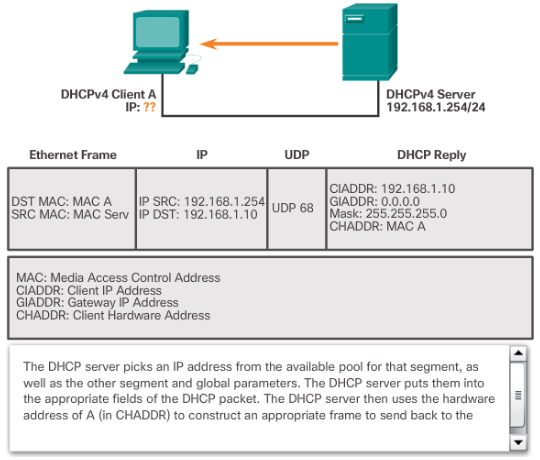 DHCPv4 Client A
IP: ??
DHCPv4 Server
192.168.1.254/24
Ethernet Frame
IP
UDP
DHCP Reply
DST MAC: MAC A
SRC MAC: MAC Serv
IP SRC: 192.168.1.254
IP DST: 192.168.1.10
UDP 68
CIADDR: 192.168.1.10
GIADDR: 0.0.0.0
Mask: 255.255.255.0
CHADDR: MAC A
MAC: Media Access Control Address
CIADDR: Client IP Address
GIADDR: Gateway IP Address
CHADDR: Client Hardware Address
The DHCP server picks an IP address from the available pool for that segment, as
well as the other segment and global parameters. The DHCP server puts them into
the appropriate fields of the DHCP packet. The DHCP server then uses the hardware
address of A (in CHADDR) to construct an appropriate frame to send back to the